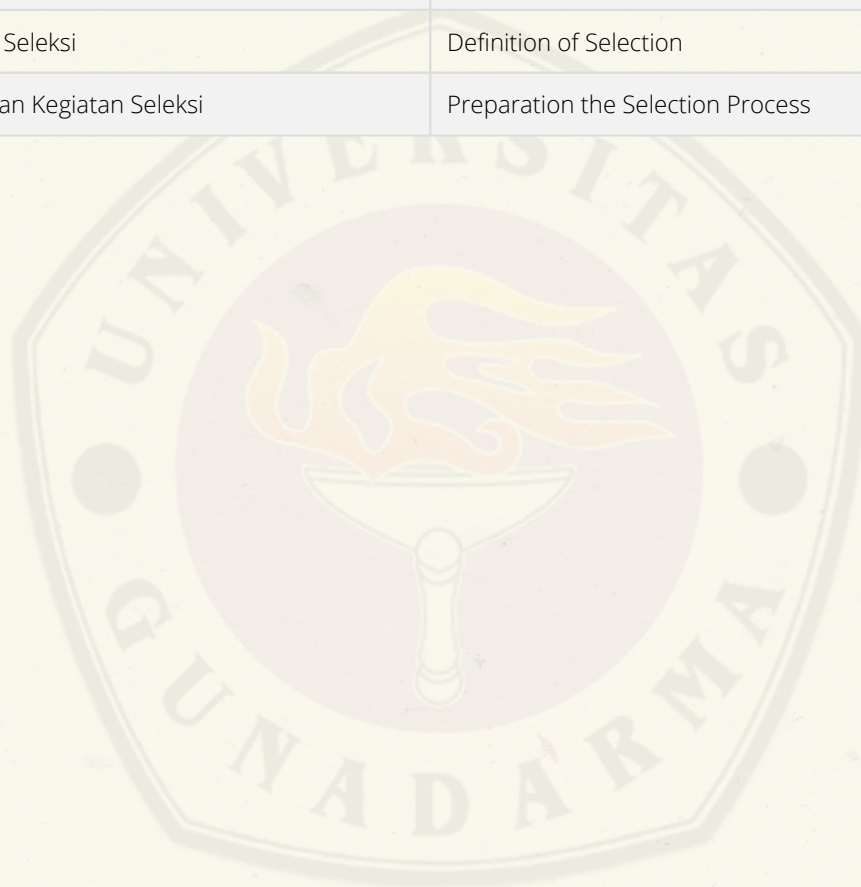 Seleksi Definition of Selection
an Kegiatan Seleksi Preparation the Selection Process
UNIVERSITAS
GUNADARMA